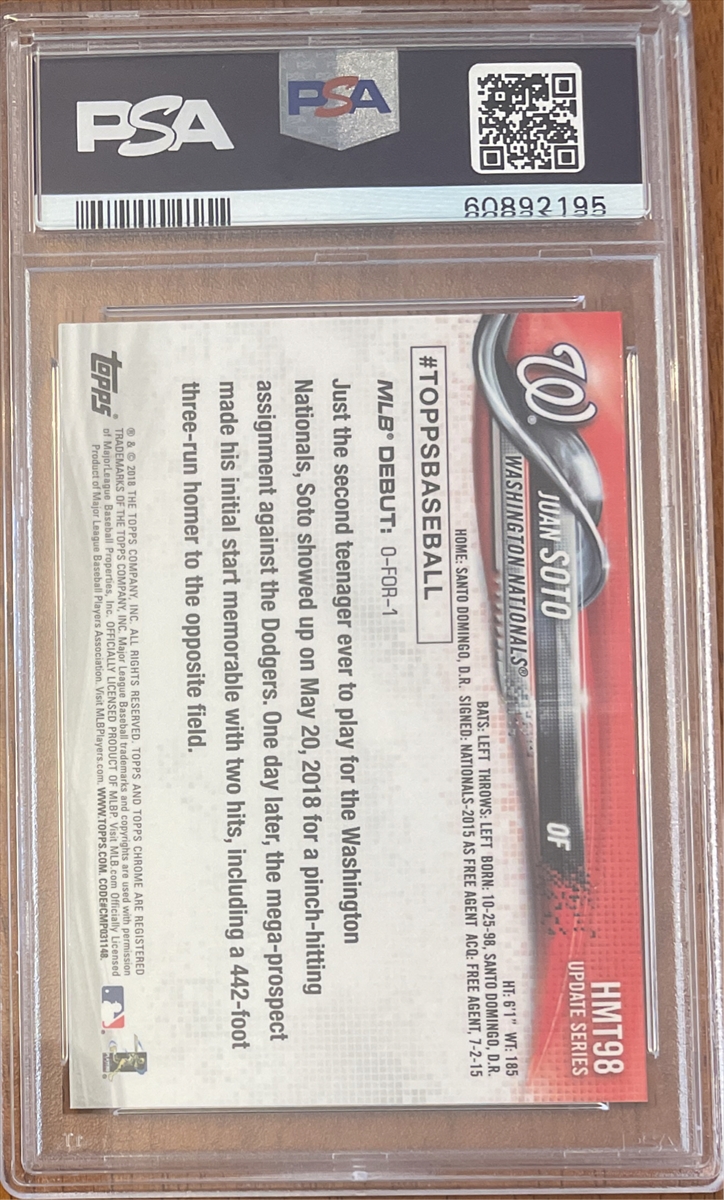 PSA
PSA
60892195
HMT98
UPDATE SERIES
W
JUAN SOTO OF
WASHINGTON NATIONALS®
HT: 6'1" WT: 185
BATS: LEFT THROWS: LEFT BORN: 10-25-98, SANTO DOMINGO, D.R.
HOME: SANTO DOMINGO, D.R. SIGNED: NATIONALS-2015 AS FREE AGENT ACQ: FREE AGENT, 7-2-15
#TOPPSBASEBALL
MLB® DEBUT: 0-FOR-1
Just the second teenager ever to play for the Washington
Nationals, Soto showed up on May 20, 2018 for a pinch-hitting
assignment against the Dodgers. One day later, the mega-prospect
made his initial start memorable with two hits, including a 442-foot
three-run homer to the opposite field.
topps®
® & © 2018 THE TOPPS COMPANY, INC. ALL RIGHTS RESERVED. TOPPS AND TOPPS CHROME ARE REGISTERED
TRADEMARKS OF THE TOPPS COMPANY, INC. Major League Baseball trademarks and copyrights are used with permission
of Major League Baseball Properties, Inc. OFFICIALLY LICENSED PRODUCT OF MLBP. Visit MLB.com Officially Licensed
Product of Major League Baseball Players Association. Visit MLBPlayers.com. WWW.TOPPS.COM. CODE#CMP031148.